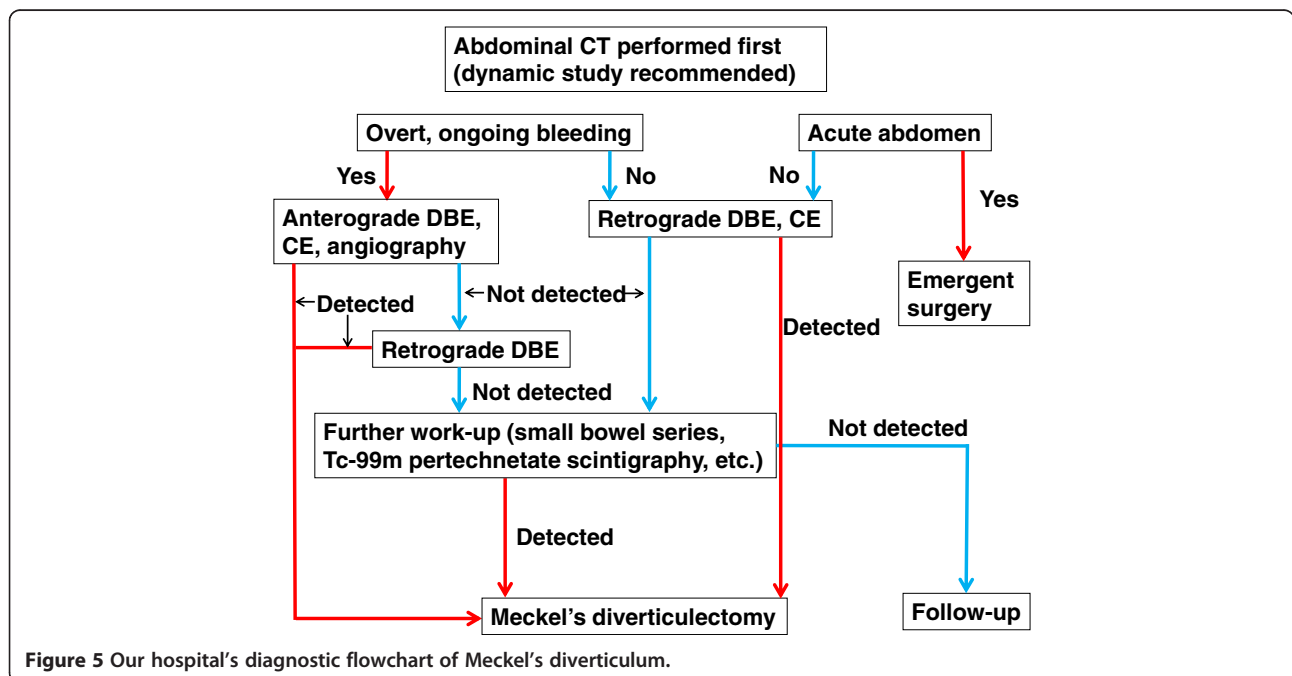 Abdominal CT performed first
(dynamic study recommended)
Overt, ongoing bleeding
Acute abdomen
Yes
No
No
Yes
Anterograde DBE,
CE, angiography
Retrograde DBE, CE
Emergent
surgery
Not detected
Detected
Detected
Retrograde DBE
Not detected
Further work-up (small bowel series,
Tc-99m pertechnetate scintigraphy, etc.)
Not detected
Detected
Meckel's diverticulectomy
Follow-up
Figure 5 Our hospital's diagnostic flowchart of Meckel's diverticulum.